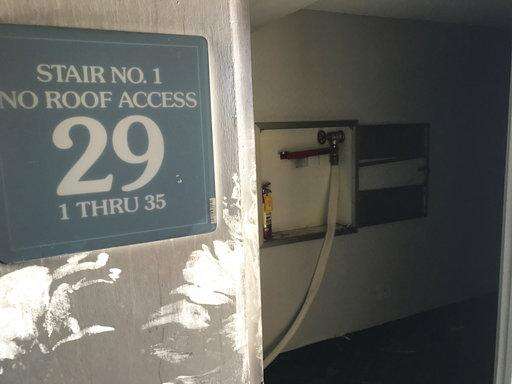 STAIR NO. 1
NO ROOF ACCESS
29
1 THRU 35